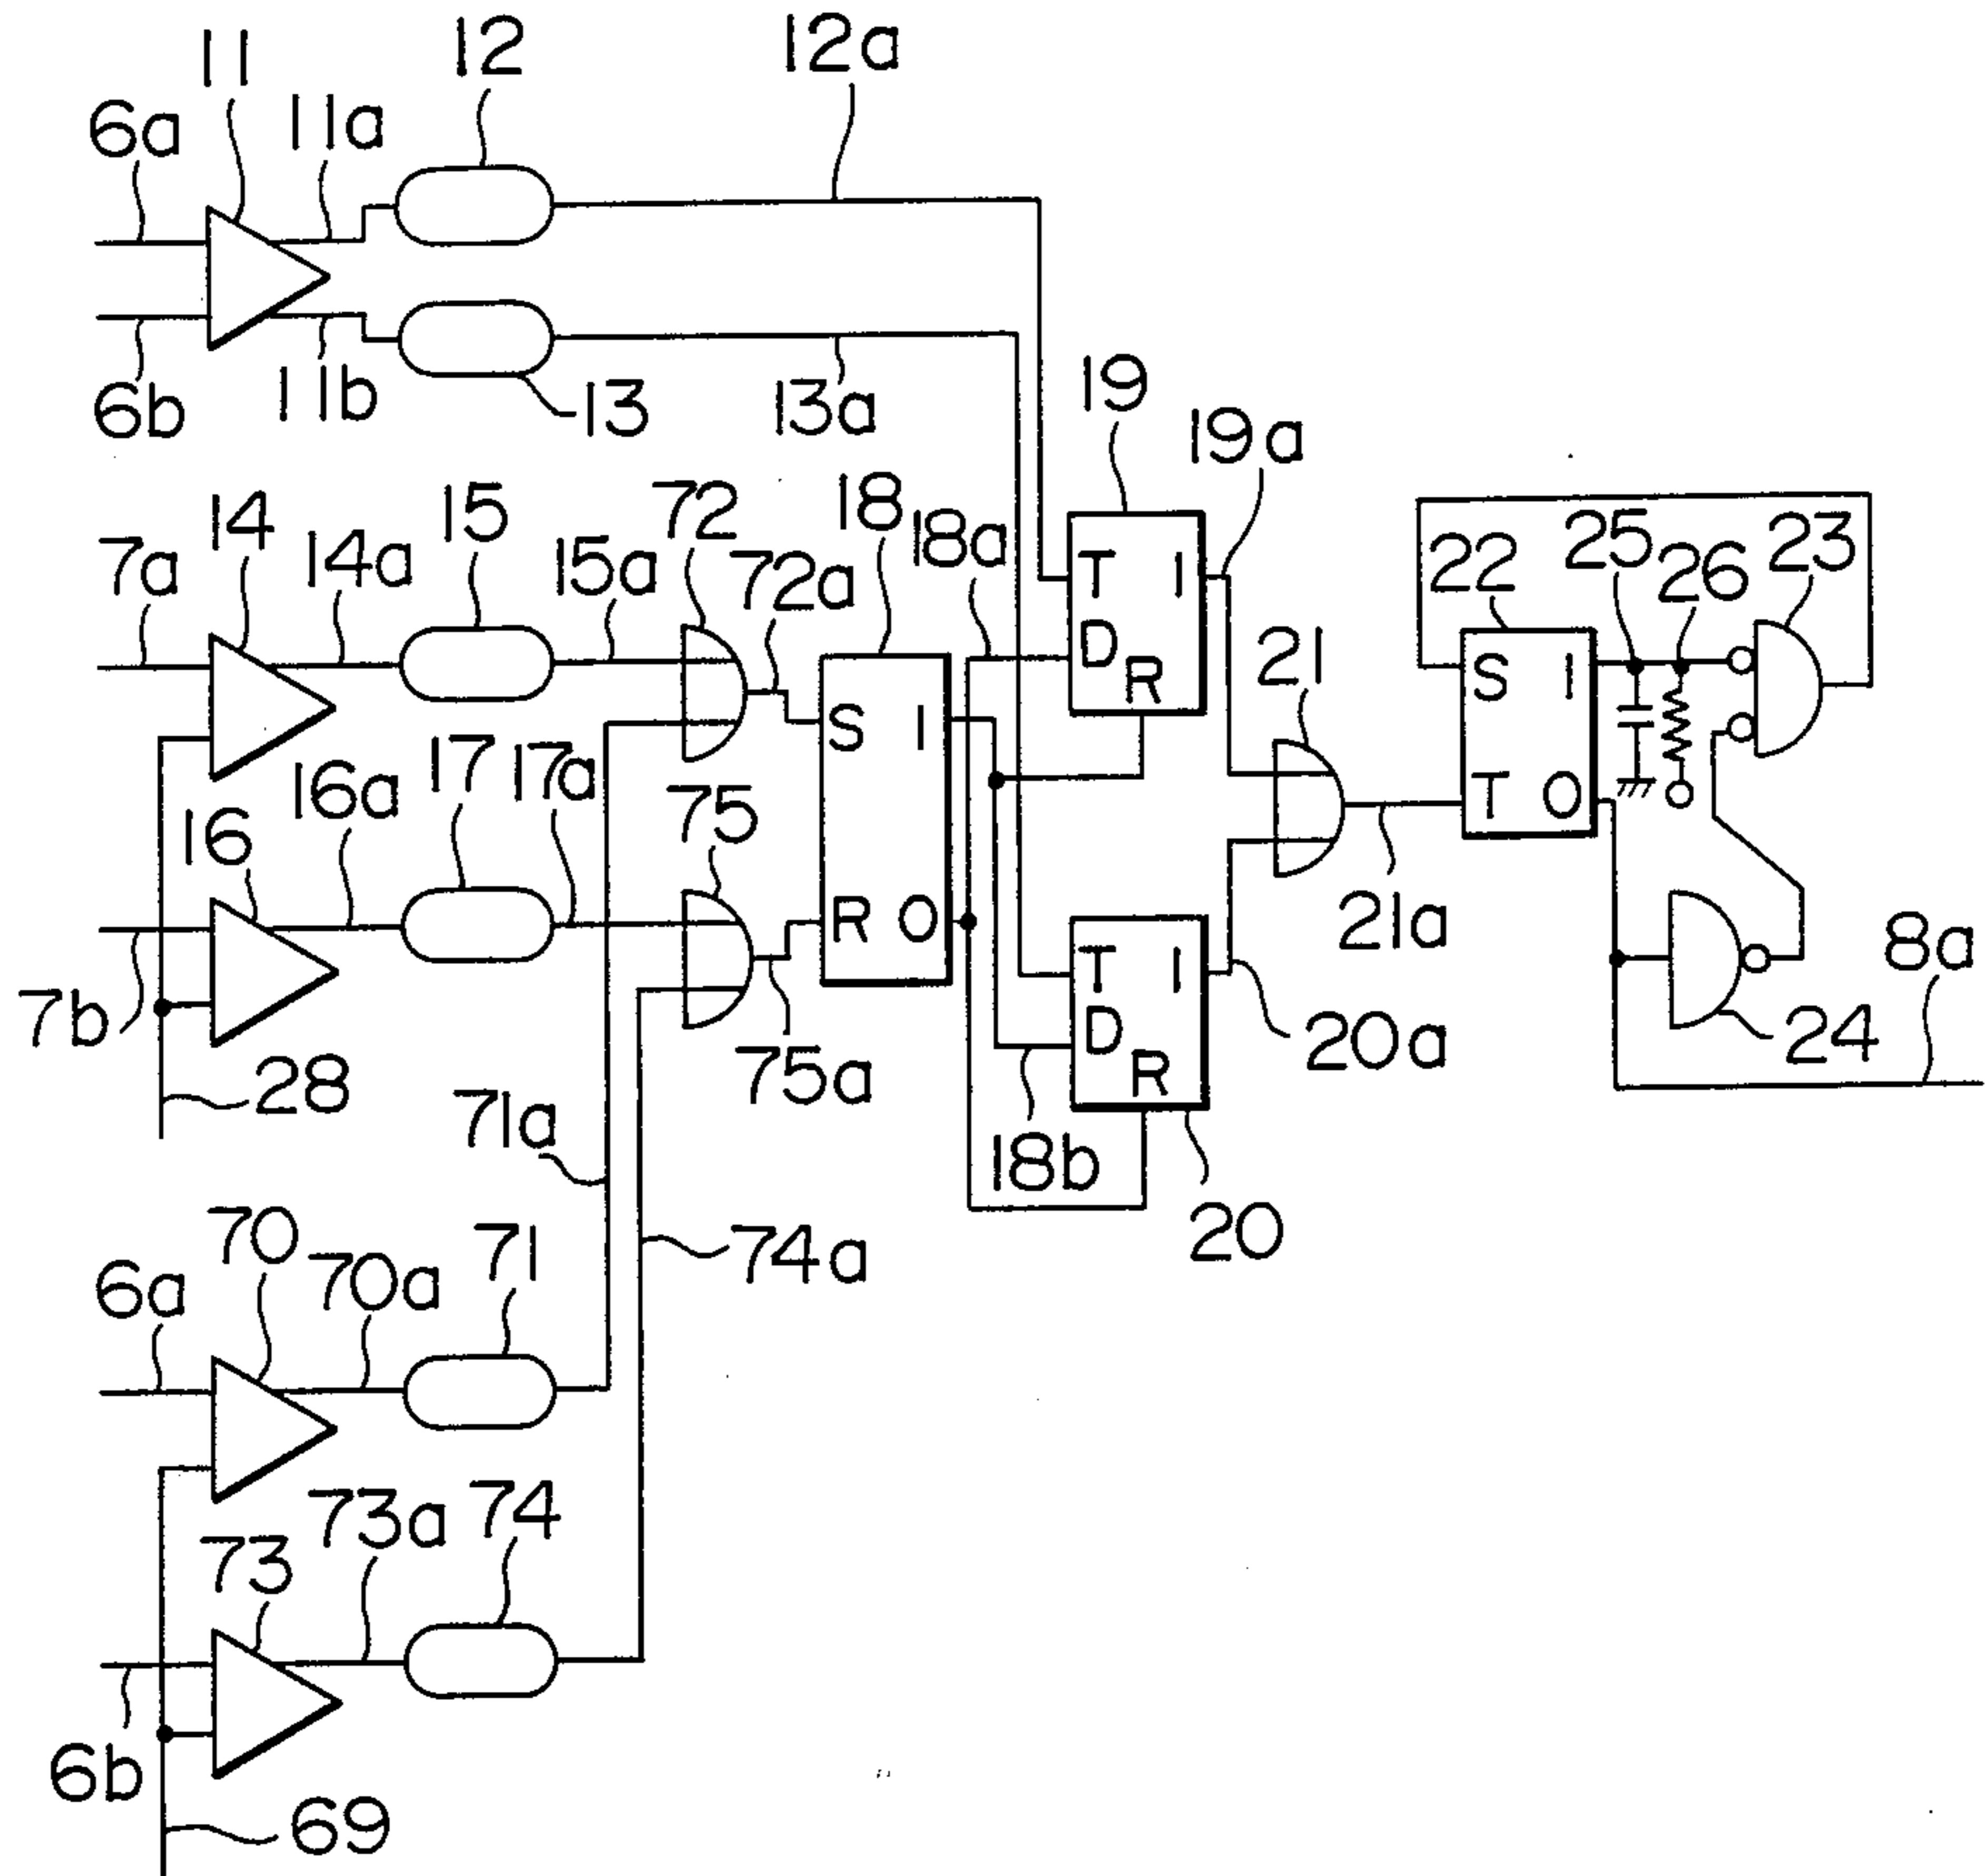 11 12 12a
6a 11a
6b 11b 13 13a 19 19a
14 15 72 18 18a 25 23
7a 14a 15a 72a T 1 22 26
D 21
R S 1
S 1
16 16a 17 17a 75 T 0
R 0 21a 8a
7b T 1
28 75a D 20a 24
71a R
18b
70 71 74a 20
6a 70a
73 73a 74
6b
69